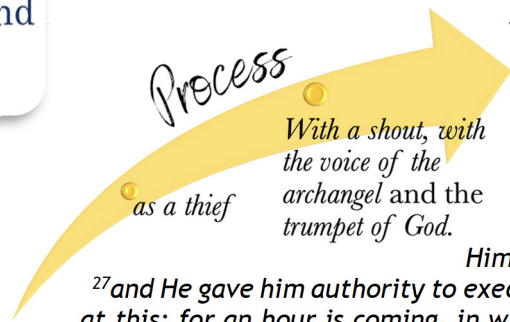 nd
Process
With a shout, with
the voice of the
archangel and the
trumpet of God.
as a thief
Him
27and He gave him authority to exec
at this: for an hour is coming, in w